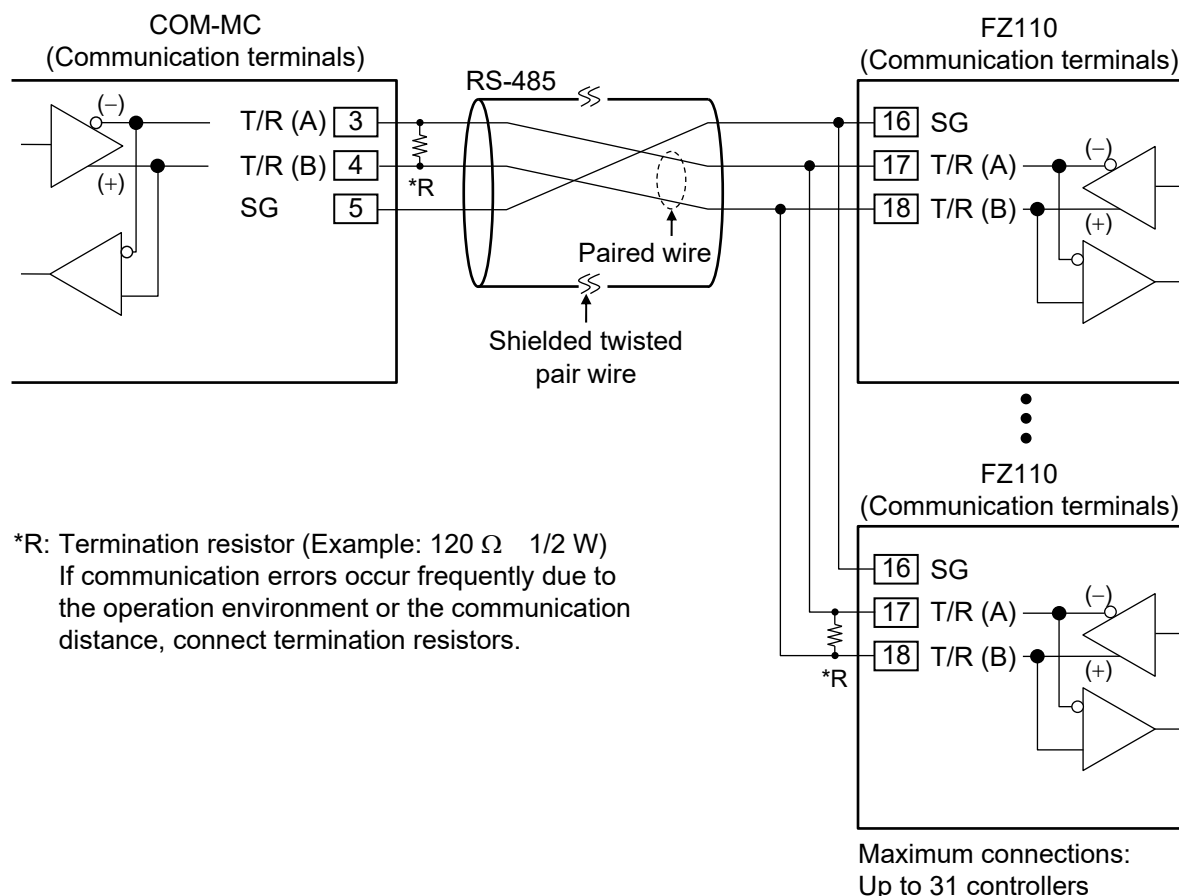 COM-MC
(Communication terminals)
(−)
T/R (A) 3
T/R (B) 4
(+)
SG 5
*R
RS-485
Paired wire
Shielded twisted
pair wire
FZ110
(Communication terminals)
16 SG
17 T/R (A)
(−)
18 T/R (B)
(+)
FZ110
(Communication terminals)
16 SG
17 T/R (A)
(−)
18 T/R (B)
(+)
*R
Maximum connections:
Up to 31 controllers
*R: Termination resistor (Example: 120 Ω 1/2 W)
If communication errors occur frequently due to
the operation environment or the communication
distance, connect termination resistors.